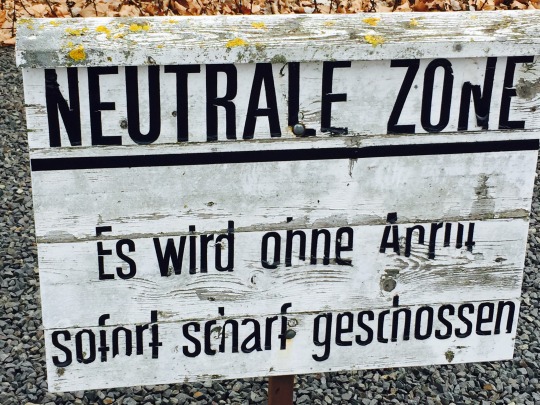 NEUTRALE ZONE
Es wird ohne Anruf
sofort scharf geschossen